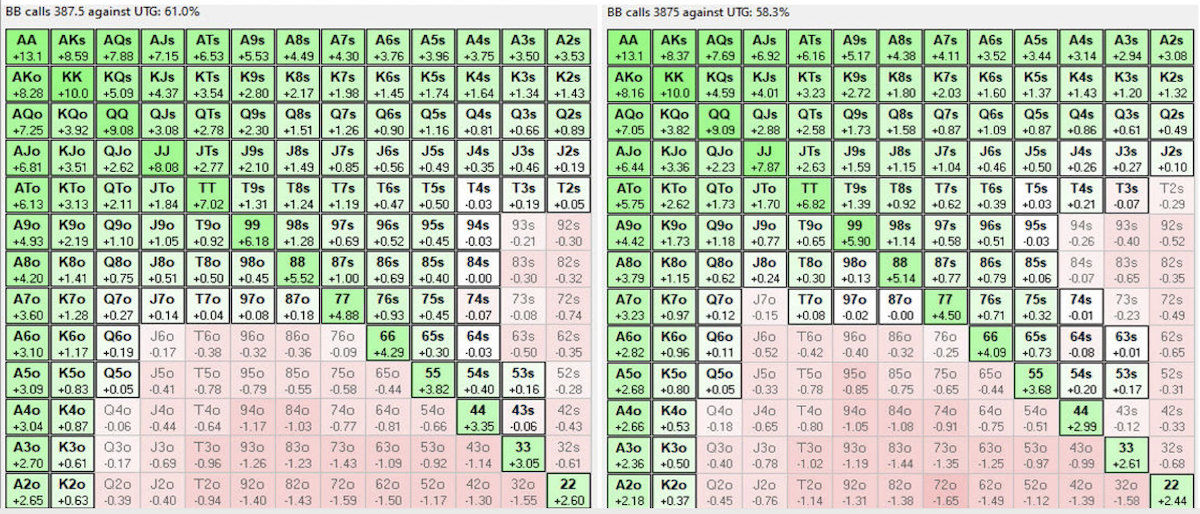 BB calls 387.5 against UTG: 61.0%
AA AKs AQs AJs ATs A9s A8s A7s A6s A5s A4s A3s A2s
+13.1 +8.59 +7.88 +7.15 +6.53 +5.53 +4.49 +4.30 +3.76 +3.96 +3.75 +3.50 +3.53
AKo KK KQs KJs KTs K9s K8s K7s K6s K5s K4s K3s K2s
+8.28 +10.0 +5.09 +4.37 +3.54 +2.80 +2.17 +1.98 +1.45 +1.74 +1.64 +1.34 +1.43
AQo KQo QQ QJs QTs Q9s Q8s Q7s Q6s Q5s Q4s Q3s Q2s
+7.25 +3.92 +9.08 +3.08 +2.78 +2.30 +1.51 +1.26 +0.90 +1.16 +0.81 +0.66 +0.89
AJo KJo QJo JJ JTs J9s J8s J7s J6s J5s J4s J3s J2s
+6.81 +3.51 +2.62 +8.08 +2.77 +2.10 +1.49 +0.85 +0.56 +0.49 +0.35 +0.46 +0.19
ATo KTo QTo JTo TT T9s T8s T7s T6s T5s T4s T3s T2s
+6.13 +3.13 +2.11 +1.84 +7.02 +1.31 +1.24 +1.19 +0.47 +0.50 -0.03 +0.19 +0.05
A9o K9o Q9o J9o T9o 99 98s 97s 96s 95s 94s 93s 92s
+4.93 +2.19 +1.10 +1.05 +0.92 +6.18 +1.28 +0.69 +0.52 +0.45 -0.03 -0.21 -0.30
A8o K8o Q8o J8o T8o 98o 88 87s 86s 85s 84s 83s 82s
+4.20 +1.41 +0.75 +0.51 +0.50 +0.45 +5.52 +1.00 +0.69 +0.40 -0.00 -0.30 -0.32
A7o K7o Q7o J7o T7o 97o 87o 77 76s 75s 74s 73s 72s
+3.60 +1.28 +0.27 +0.14 +0.04 +0.08 +0.18 +4.88 +0.93 +0.45 -0.07 -0.08 -0.74
A6o K6o Q6o J6o T6o 96o 86o 76o 66 65s 64s 63s 62s
+3.10 +1.17 +0.19 -0.17 -0.38 -0.32 -0.36 -0.09 +4.29 +0.30 -0.03 -0.50 -0.35
A5o K5o Q5o J5o T5o 95o 85o 75o 65o 55 54s 53s 52s
+3.09 +0.83 +0.05 -0.41 -0.78 -0.79 -0.55 -0.58 -0.44 +3.82 +0.40 +0.16 -0.28
A4o K4o Q4o J4o T4o 94o 84o 74o 64o 54o 44 43s 42s
+3.04 +0.87 -0.06 -0.44 -0.64 -1.17 -1.03 -0.77 -0.81 -0.66 +3.35 -0.06 -0.43
A3o K3o Q3o J3o T3o 93o 83o 73o 63o 53o 43o 33 32s
+2.70 +0.61 -0.17 -0.69 -0.96 -1.26 -1.23 -1.43 -1.09 -0.92 -1.14 +3.05 -0.61
A2o K2o Q2o J2o T2o 92o 82o 72o 62o 52o 42o 32o 22
+2.65 +0.63 -0.39 -0.40 -0.94 -1.40 -1.43 -1.59 -1.50 -1.17 -1.30 -1.55 +2.60
BB calls 3875 against UTG: 58.3%
AA AKs AQs AJs ATs A9s A8s A7s A6s A5s A4s A3s A2s
+13.1 +8.37 +7.69 +6.92 +6.16 +5.17 +4.38 +4.11 +3.52 +3.44 +3.14 +2.94 +3.08
AKo KK KQs KJs KTs K9s K8s K7s K6s K5s K4s K3s K2s
+8.16 +10.0 +4.59 +4.01 +3.23 +2.72 +1.80 +2.03 +1.60 +1.37 +1.43 +1.20 +1.32
AQo KQo QQ QJs QTs Q9s Q8s Q7s Q6s Q5s Q4s Q3s Q2s
+7.05 +3.82 +9.09 +2.88 +2.58 +1.73 +1.58 +0.87 +1.09 +0.87 +0.86 +0.61 +0.49
AJo KJo QJo JJ JTs J9s J8s J7s J6s J5s J4s J3s J2s
+6.44 +3.36 +2.23 +7.87 +2.63 +1.59 +1.15 +1.04 +0.46 +0.50 +0.26 +0.27 +0.10
ATo KTo QTo JTo TT T9s T8s T7s T6s T5s T4s T3s T2s
+5.75 +2.62 +1.73 +1.70 +6.82 +1.39 +1.34 +0.92 +0.39 +0.03 +0.21 -0.07 -0.29
A9o K9o Q9o J9o T9o 99 98s 97s 96s 95s 94s 93s 92s
+4.42 +1.73 +1.18 +0.77 +0.65 +5.90 +1.14 +0.58 +0.51 -0.03 -0.26 -0.40 -0.52
A8o K8o Q8o J8o T8o 98o 88 87s 86s 85s 84s 83s 82s
+3.79 +1.15 +0.62 +0.24 +0.30 +0.13 +5.14 +0.77 +0.79 +0.06 -0.07 -0.65 -0.35
A7o K7o Q7o J7o T7o 97o 87o 77 76s 75s 74s 73s 72s
+3.23 +0.97 +0.12 -0.15 +0.08 -0.02 -0.00 +4.50 +0.71 +0.32 -0.01 -0.23 -0.49
A6o K6o Q6o J6o T6o 96o 86o 76o 66 65s 64s 63s 62s
+2.82 +0.96 +0.11 -0.52 -0.42 -0.40 -0.32 -0.25 +4.09 +0.73 -0.08 +0.01 -0.65
A5o K5o Q5o J5o T5o 95o 85o 75o 65o 55 54s 53s 52s
+2.68 +0.80 +0.05 -0.33 -0.78 -0.85 -0.75 -0.65 -0.44 +3.68 +0.20 +0.17 -0.31
A4o K4o Q4o J4o T4o 94o 84o 74o 64o 54o 44 43s 42s
+2.66 +0.53 -0.18 -0.65 -0.80 -1.05 -1.08 -0.91 -0.75 -0.51 +2.99 -0.12 -0.33
A3o K3o Q3o J3o T3o 93o 83o 73o 63o 53o 43o 33 32s
+2.36 +0.50 -0.40 -0.78 -1.02 -1.19 -1.44 -1.35 -1.25 -0.97 -0.99 +2.61 -0.68
A2o K2o Q2o J2o T2o 92o 82o 72o 62o 52o 42o 32o 22
+2.18 +0.37 -0.45 -0.76 -1.14 -1.31 -1.38 -1.65 -1.49 -1.12 -1.39 -1.58 +2.44